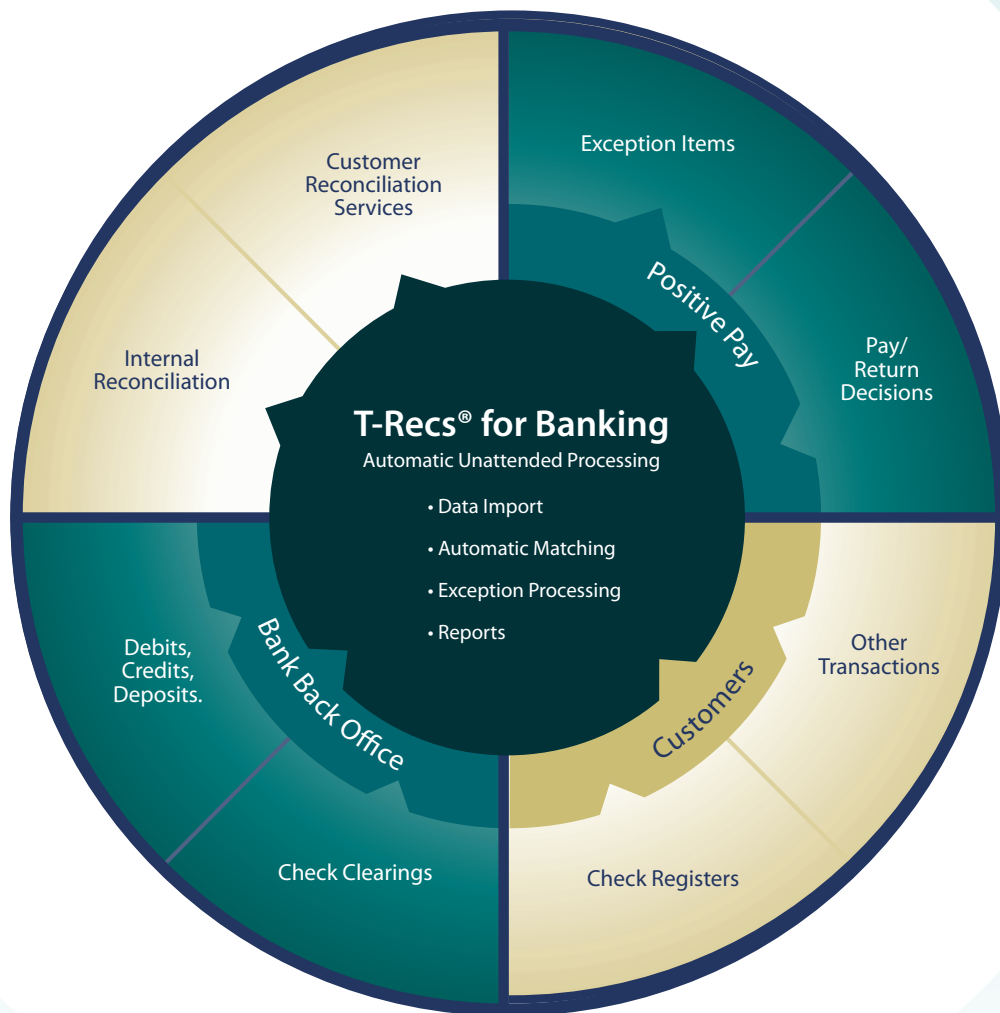 Exception Items
Customer
Reconciliation
Services
Positive Pay
Pay/
Return
Decisions
Internal
Reconciliation
T-Recs® for Banking
Automatic Unattended Processing
• Data Import
• Automatic Matching
• Exception Processing
• Reports
Debits,
Credits,
Deposits.
Bank Back Office
Customers
Other
Transactions
Check Clearings
Check Registers